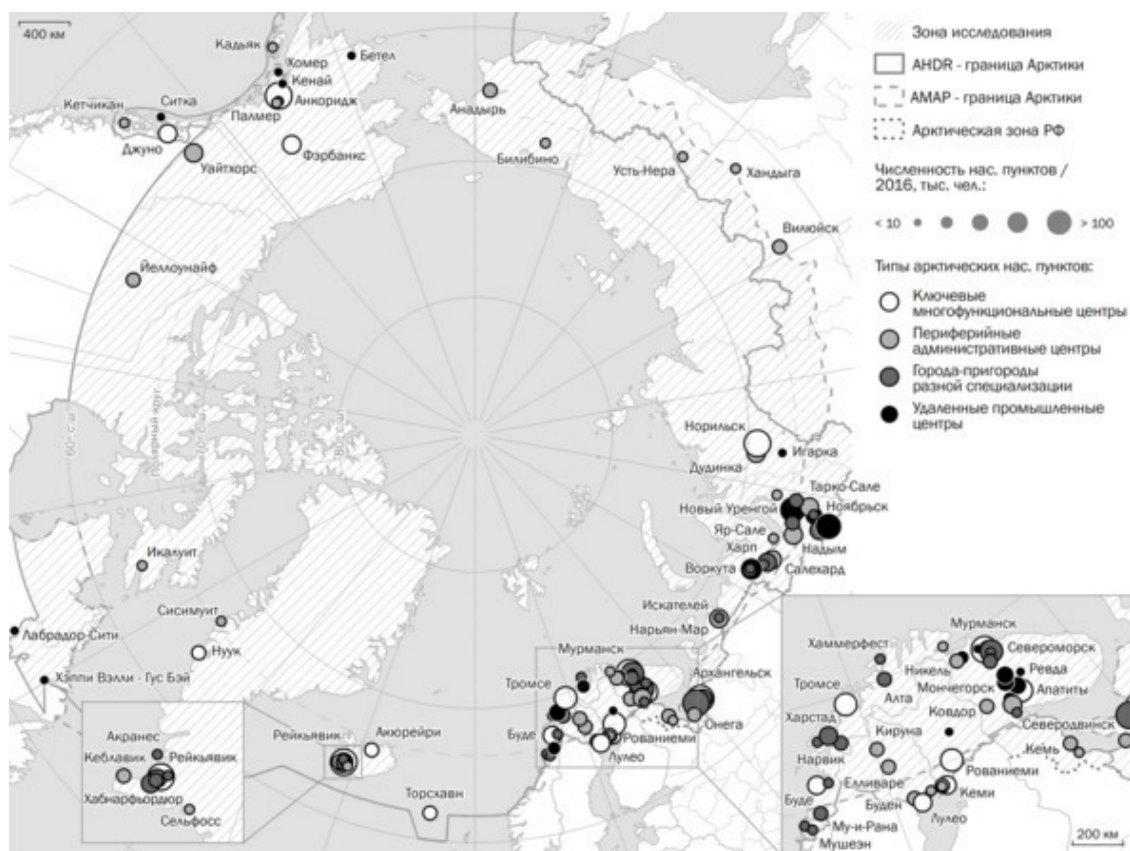 400 км
Кадьяк
Хомер
Бетел
Кенай
Анкоридж
Палмер
Кетчикан
Ситка
Джуно
Уайтхорс
Фэрбанкс
Анадырь
Билибино
Усть-Нера
Хандыга
Вилюйск
Йеллоунайф
60° с.ш.
Полярный круг
70° с.ш.
80° с.ш.
Норильск
Дудинка
Игарка
Тарко-Сале
Новый Уренгой
Ноябрьск
Яр-Сале
Надым
Харп
Воркута
Салехард
Искателей
Нарьян-Мар
Икалуит
Сисимиут
Нуук
Лабрадор-Сити
Хэппи Вэлли - Гус Бэй
Мурманск
Архангельск
Тромсе
Онега
Буде
Рованиеми
Лулео
Рейкьявик
Акюрейри
Торсхавн
Акранес
Кеблавик
Рейкьявик
Хабнарфьордюр
Сельфосс
Зона исследования
AHDR - граница Арктики
AMAP - граница Арктики
Арктическая зона РФ
Численность нас. пунктов /
2016, тыс. чел.:
< 10
> 100
Типы арктических нас. пунктов:
Ключевые
многофункциональные центры
Периферийные
административные центры
Города-пригороды
разной специализации
Удаленные промышленные
центры
Мурманск
Хаммерфест
Североморск
Никель
Ревда
Тромсе
Алта
Мончегорск
Апатиты
Харстад
Кируна
Ковдор
Северодвинск
Нарвик
Кемь
Елливаре
Рованиеми
Буде
Буден
Кеми
Лулео
Му-и-Рана
Мушеэн
200 км